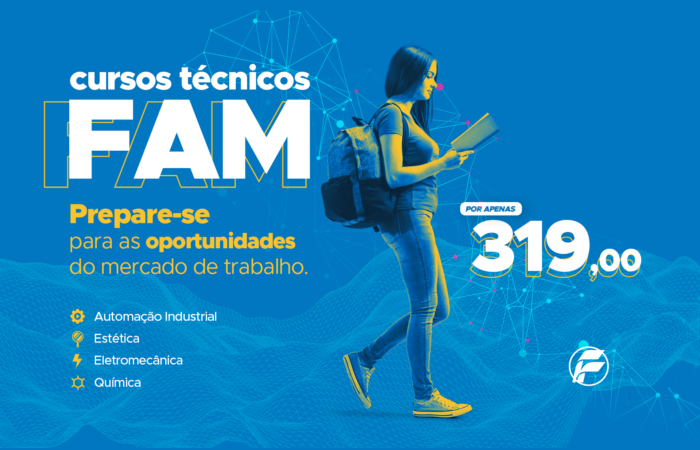 cursos técnicos
FAM
Prepare-se
para as oportunidades
do mercado de trabalho.
Automação Industrial
Estética
Eletromecânica
Química
POR APENAS
319,00
F